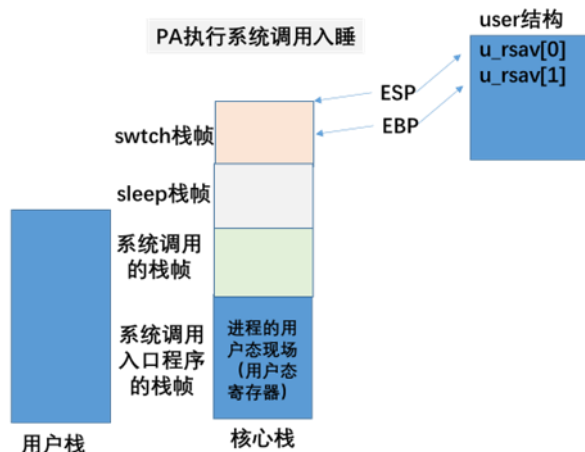 PA执行系统调用入睡
user结构
u_rsav[0]
u_rsav[1]
ESP
EBP
swtch栈帧
sleep栈帧
系统调用
的栈帧
系统调用
入口程序
的栈帧
进程的用
户态现场
（用户态
寄存器）
用户栈
核心栈